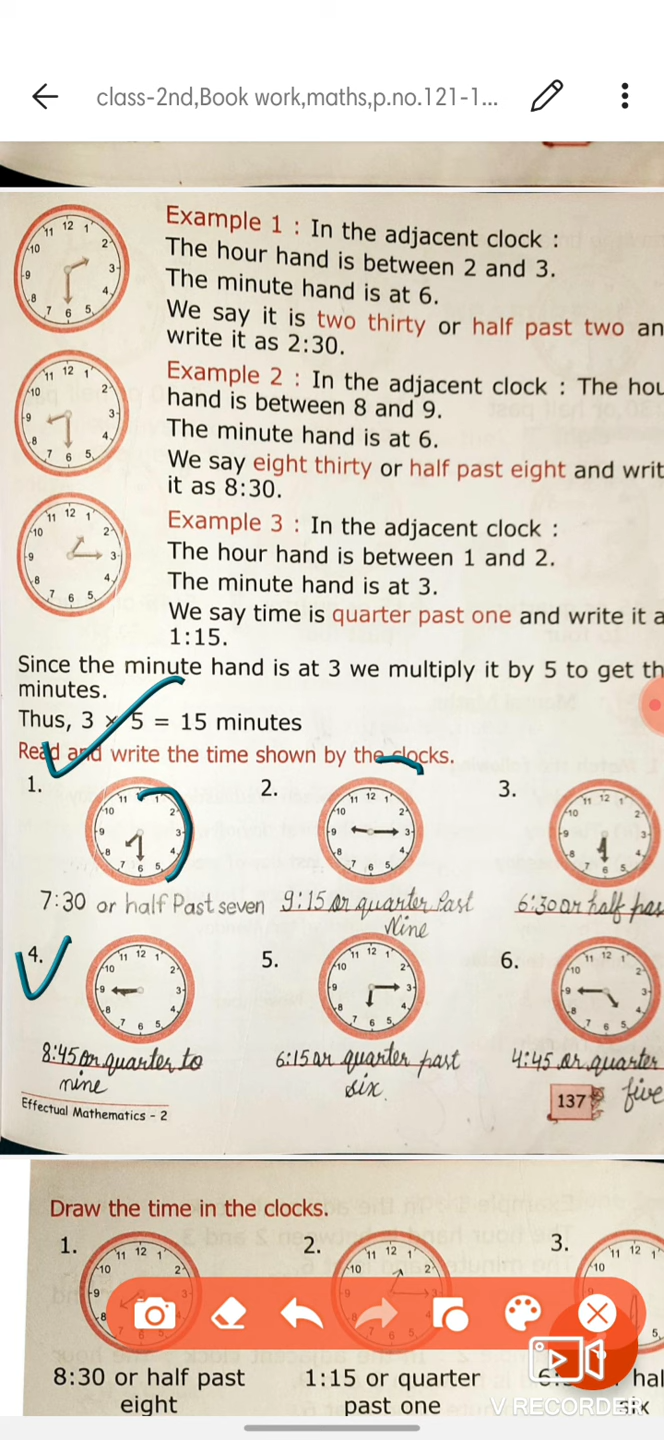 class-2nd,Book work,maths,p.no.121-1...
Example 1 : In the adjacent clock :
The hour hand is between 2 and 3.
The minute hand is at 6.
We say it is two thirty or half past two an
write it as 2:30.
Example 2 : In the adjacent clock : The hou
hand is between 8 and 9.
The minute hand is at 6.
We say eight thirty or half past eight and writ
it as 8:30.
Example 3 : In the adjacent clock :
The hour hand is between 1 and 2.
The minute hand is at 3.
We say time is quarter past one and write it a
1:15.
Since the minute hand is at 3 we multiply it by 5 to get th
minutes.
Thus, 3 × 5 = 15 minutes
Read and write the time shown by the clocks.
1. 2. 3.
7:30 or half Past seven 9:15 or quarter Past Nine 6:30 or half pas
4. 5. 6.
8:45 or quarter to nine 6:15 or quarter past six. 4:45 or quarter five
Effectual Mathematics - 2 137
Draw the time in the clocks.
1. 2. 3.
8:30 or half past eight 1:15 or quarter past one hal six
V RECORDER